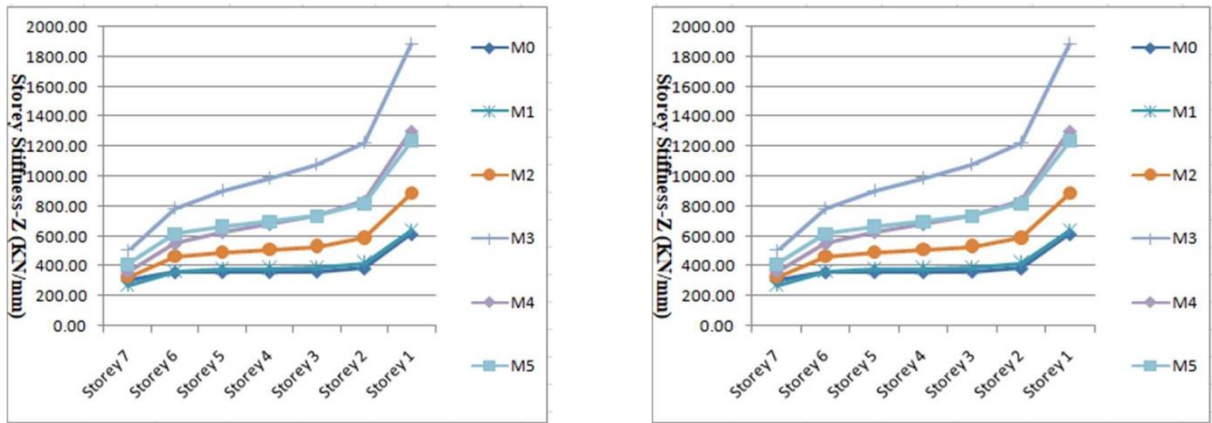 2000.00
1800.00
1600.00
1400.00
1200.00
1000.00
800.00
600.00
400.00
200.00
0.00
Storey Stiffness-Z (KN/mm)
Storey 7
Storey 6
Storey 5
Storey 4
Storey 3
Storey 2
Storey 1
M0
M1
M2
M3
M4
M5
2000.00
1800.00
1600.00
1400.00
1200.00
1000.00
800.00
600.00
400.00
200.00
0.00
Storey Stiffness-Z (KN/mm)
Storey 7
Storey 6
Storey 5
Storey 4
Storey 3
Storey 2
Storey 1
M0
M1
M2
M3
M4
M5